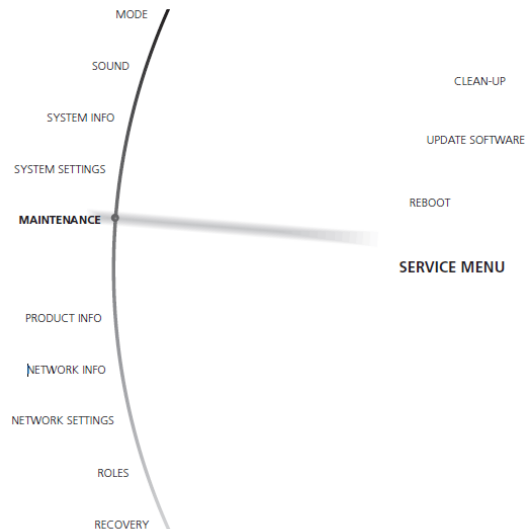 MODE
SOUND
SYSTEM INFO
SYSTEM SETTINGS
MAINTENANCE
PRODUCT INFO
NETWORK INFO
NETWORK SETTINGS
ROLES
RECOVERY
CLEAN-UP
UPDATE SOFTWARE
REBOOT
SERVICE MENU